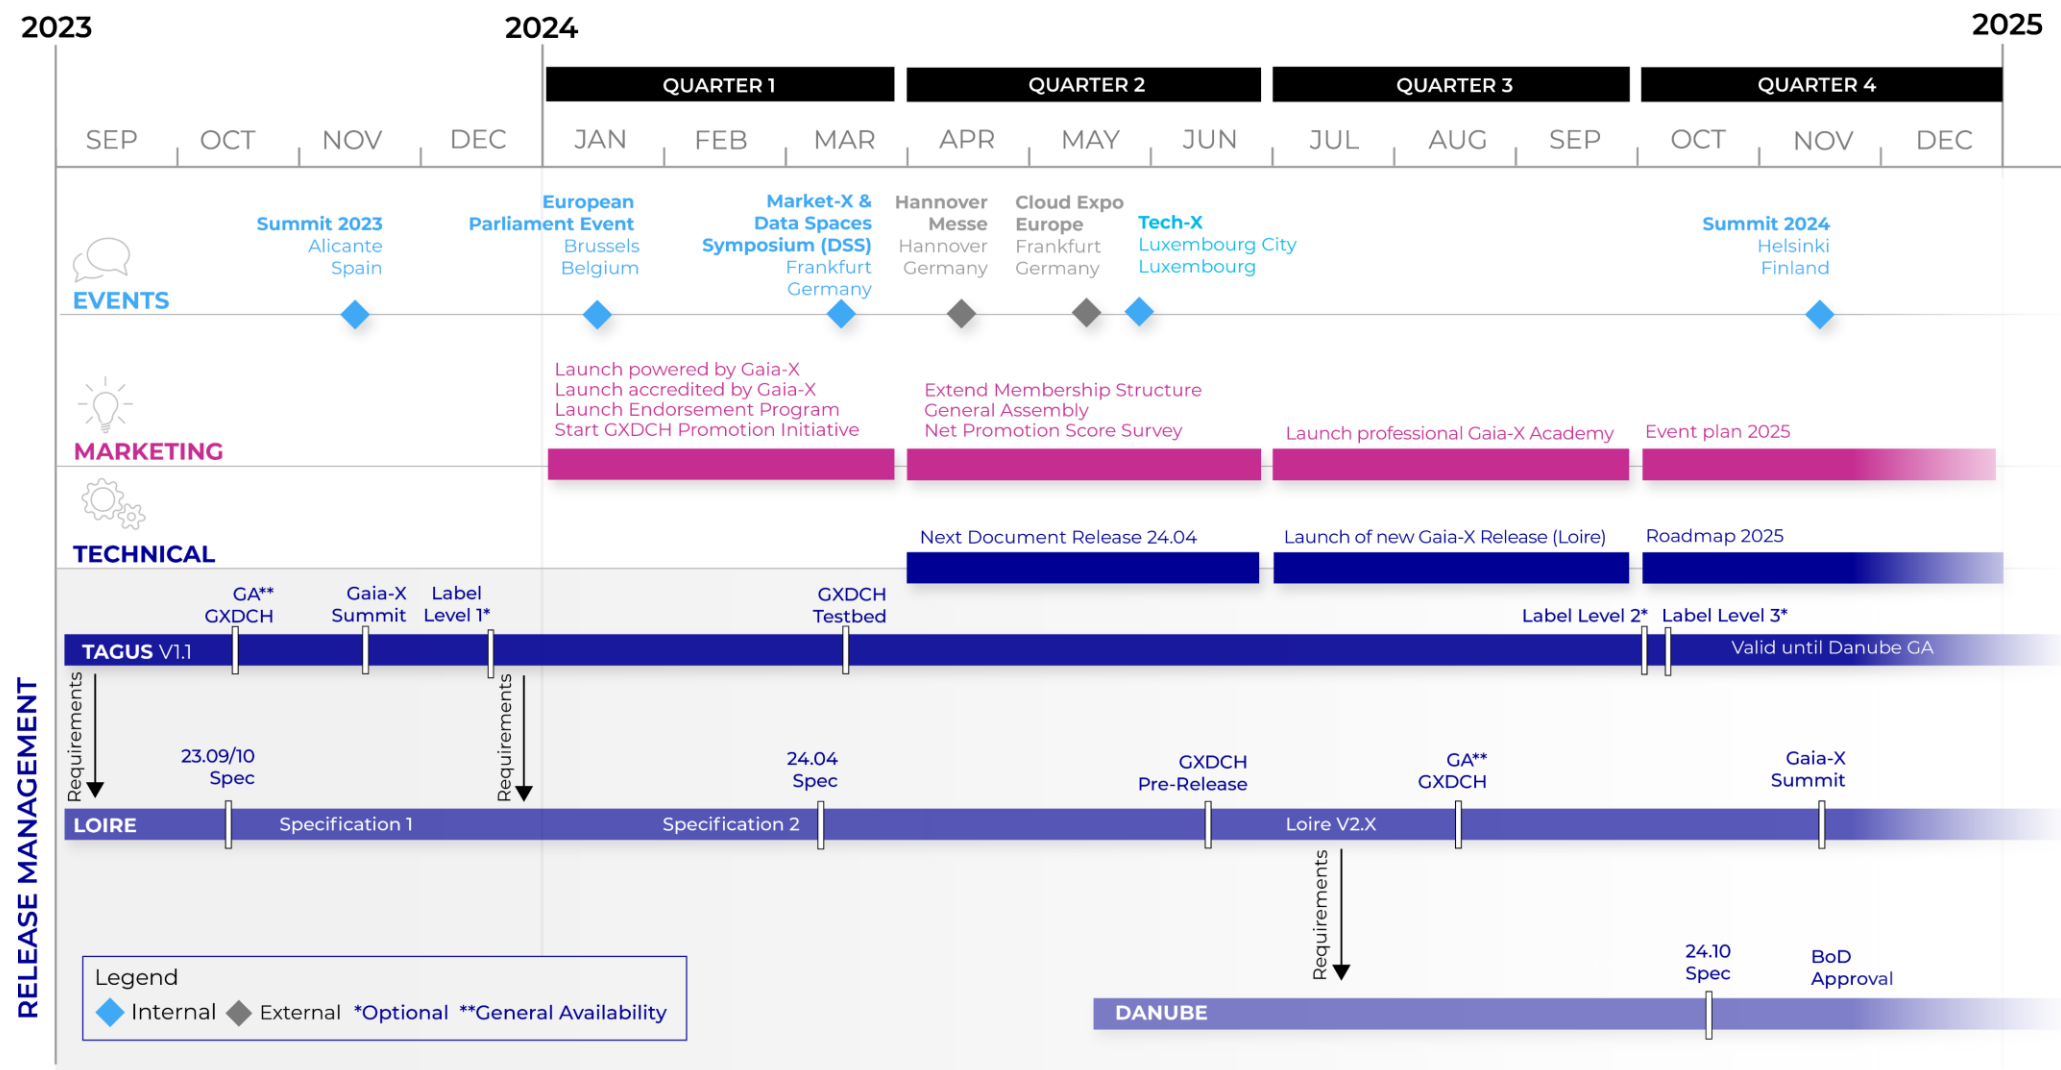 2023
2024
2025
QUARTER 1
QUARTER 2
QUARTER 3
QUARTER 4
SEP
OCT
NOV
DEC
JAN
FEB
MAR
APR
MAY
JUN
JUL
AUG
SEP
OCT
NOV
DEC
EVENTS
Summit 2023
Alicante
Spain
European
Parliament Event
Brussels
Belgium
Market-X &
Data Spaces
Symposium (DSS)
Frankfurt
Germany
Hannover
Messe
Hannover
Germany
Cloud Expo
Europe
Frankfurt
Germany
Tech-X
Luxembourg City
Luxembourg
Summit 2024
Helsinki
Finland
MARKETING
Launch powered by Gaia-X
Launch accredited by Gaia-X
Launch Endorsement Program
Start GXDCH Promotion Initiative
Extend Membership Structure
General Assembly
Net Promotion Score Survey
Launch professional Gaia-X Academy
Event plan 2025
TECHNICAL
Next Document Release 24.04
Launch of new Gaia-X Release (Loire)
Roadmap 2025
RELEASE MANAGEMENT
GA**
GXDCH
Gaia-X
Summit
Label
Level 1*
GXDCH
Testbed
Label Level 2*
Label Level 3*
TAGUS V1.1
Valid until Danube GA
Requirements
Requirements
23.09/10
Spec
24.04
Spec
GXDCH
Pre-Release
GA**
GXDCH
Gaia-X
Summit
LOIRE
Specification 1
Specification 2
Loire V2.X
Requirements
24.10
Spec
BoD
Approval
DANUBE
Legend
Internal
External
*Optional
**General Availability